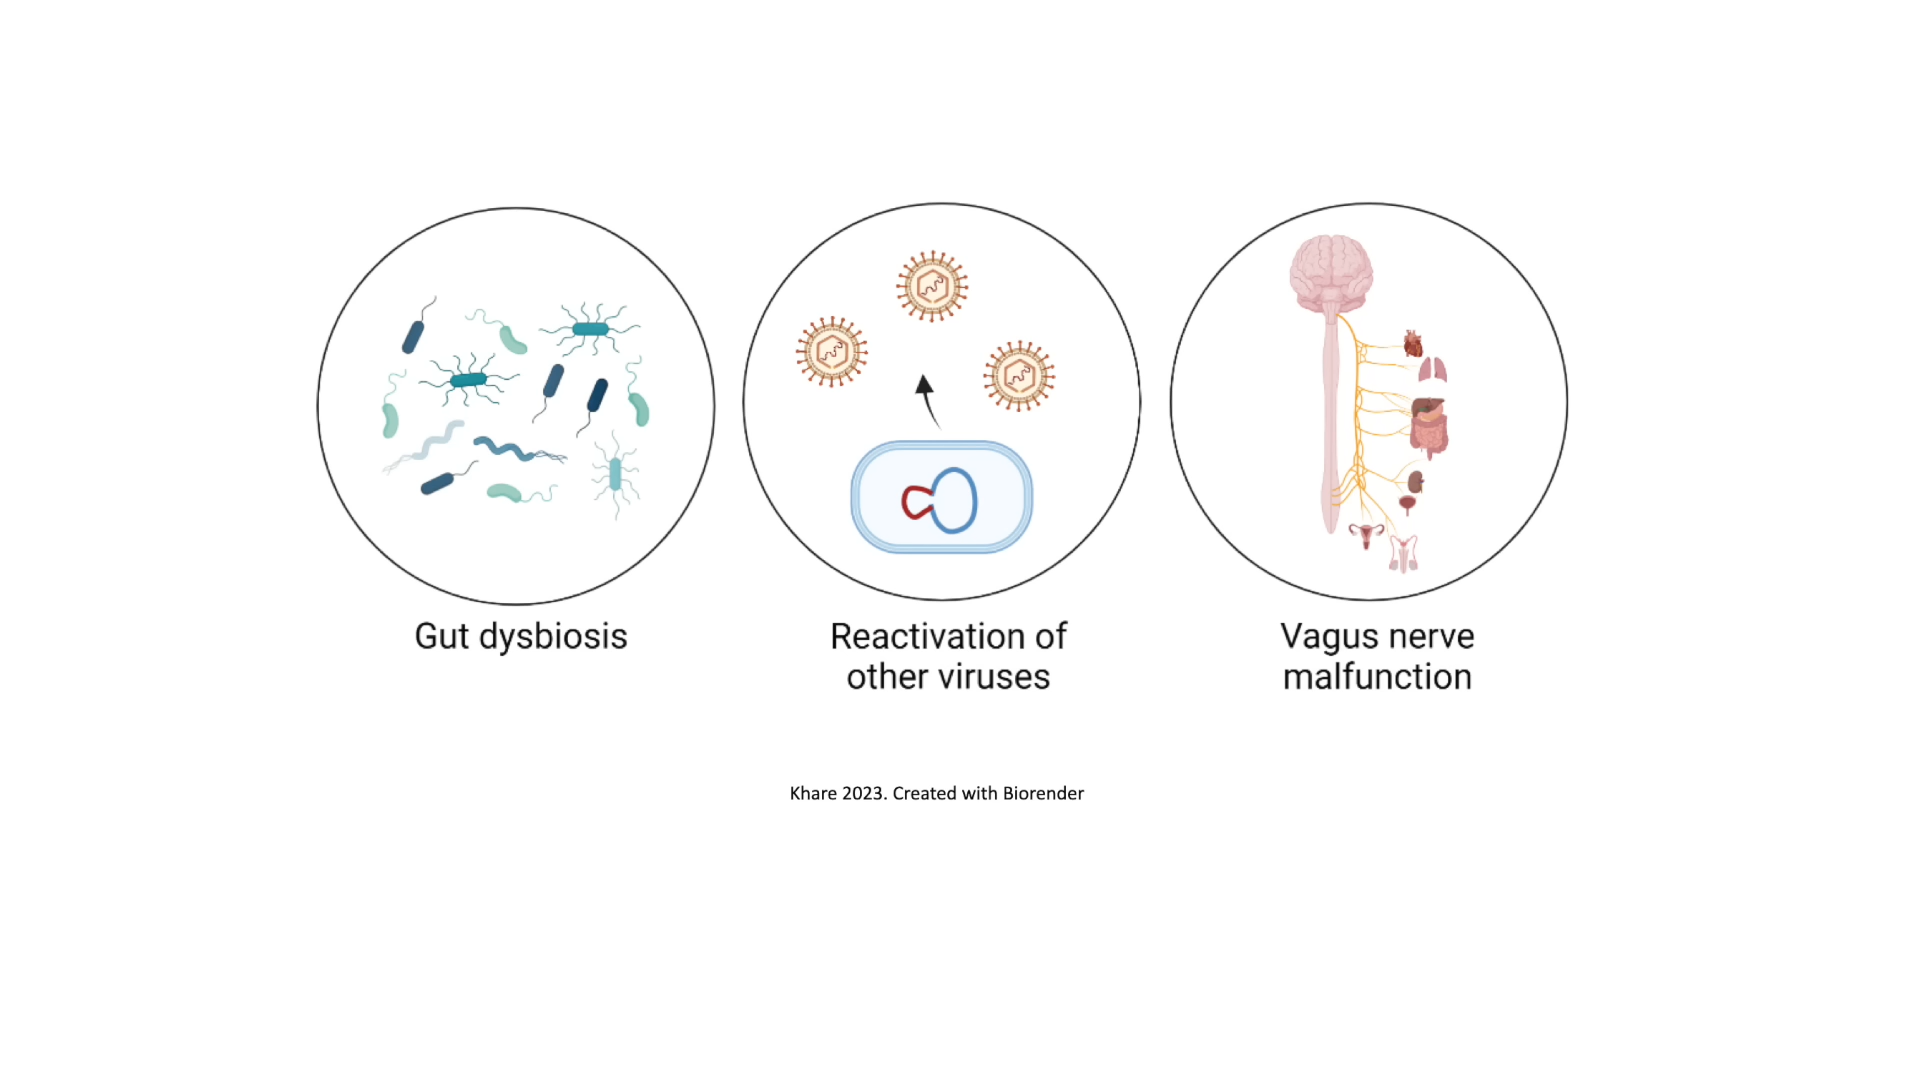 Gut dysbiosis
Reactivation of
other viruses
Vagus nerve
malfunction
Khare 2023. Created with Biorender